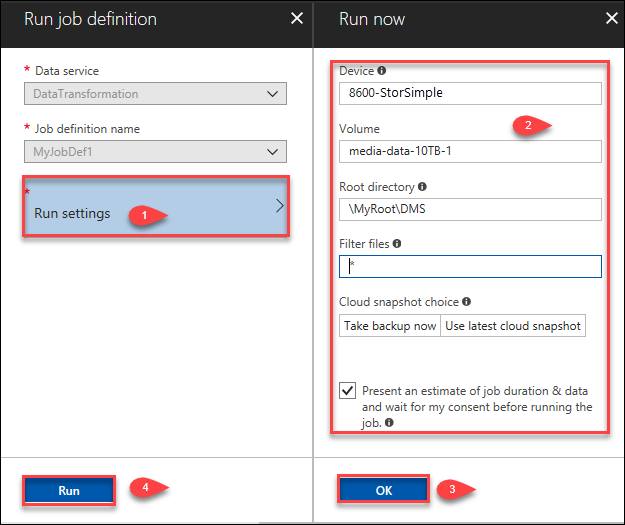 Run job definition
* Data service
DataTransformation
* Job definition name
MyJobDef1
*
Run settings
1
Run
4
Run now
Device
8600-StorSimple
2
Volume
media-data-10TB-1
Root directory
\MyRoot\DMS
Filter files
*
Cloud snapshot choice
Take backup now Use latest cloud snapshot
Present an estimate of job duration & data
and wait for my consent before running the
job.
OK
3